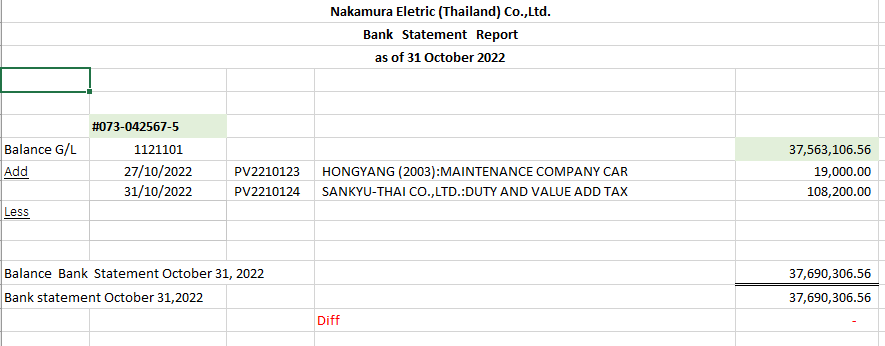 Nakamura Eletric (Thailand) Co.,Ltd.
Bank Statement Report
as of 31 October 2022
#073-042567-5
Balance G/L 1121101 37,563,106.56
Add 27/10/2022 PV2210123 HONGYANG (2003):MAINTENANCE COMPANY CAR 19,000.00
31/10/2022 PV2210124 SANKYU-THAI CO.,LTD.:DUTY AND VALUE ADD TAX 108,200.00
Less
Balance Bank Statement October 31, 2022 37,690,306.56
Bank statement October 31,2022 37,690,306.56
Diff -